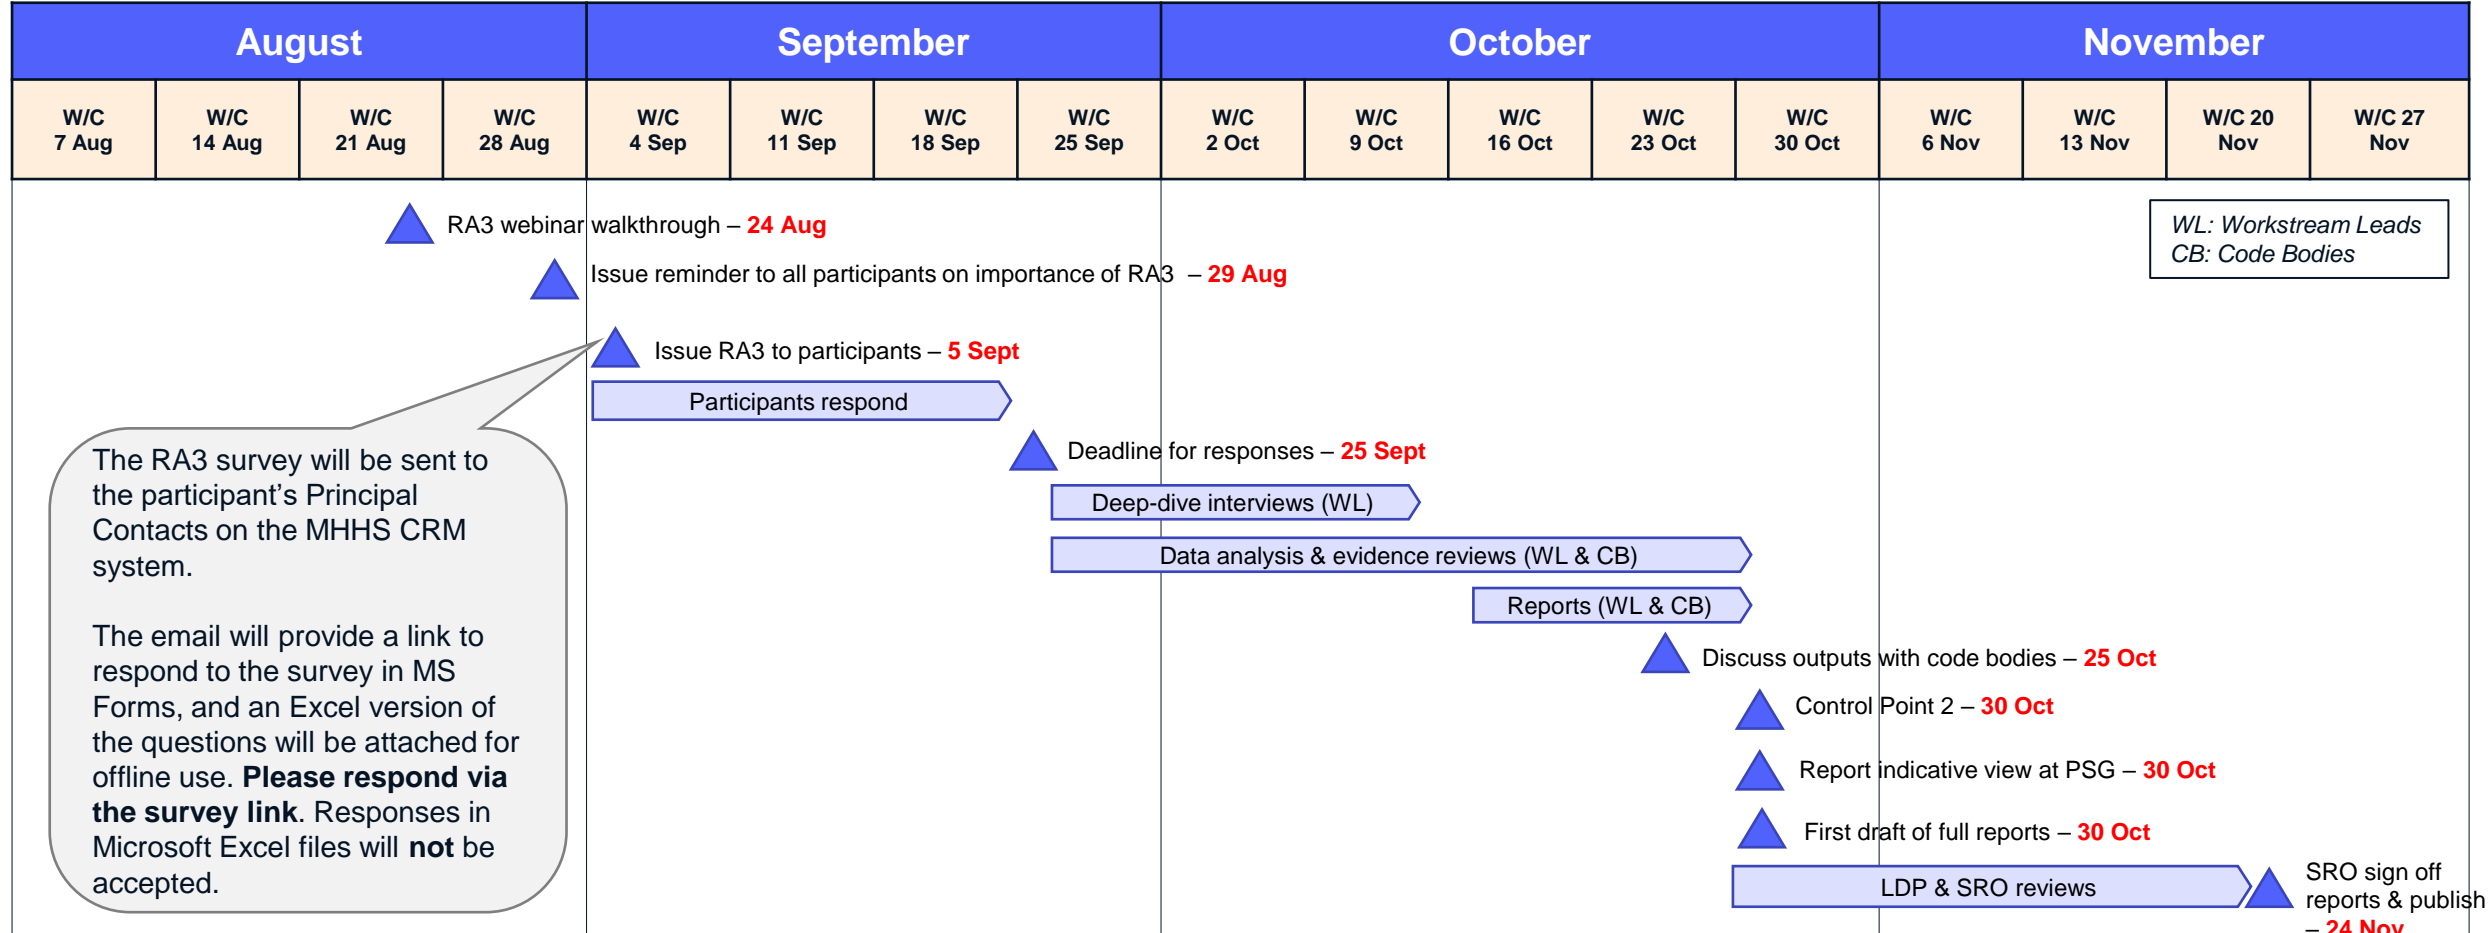 August
September
October
November
W/C
7 Aug
W/C
14 Aug
W/C
21 Aug
W/C
28 Aug
W/C
4 Sep
W/C
11 Sep
W/C
18 Sep
W/C
25 Sep
W/C
2 Oct
W/C
9 Oct
W/C
16 Oct
W/C
23 Oct
W/C
30 Oct
W/C
6 Nov
W/C
13 Nov
W/C 20
Nov
W/C 27
Nov
RA3 webinar walkthrough – 24 Aug
WL: Workstream Leads
CB: Code Bodies
Issue reminder to all participants on importance of RA3 – 29 Aug
Issue RA3 to participants – 5 Sept
Participants respond
Deadline for responses – 25 Sept
Deep-dive interviews (WL)
Data analysis & evidence reviews (WL & CB)
Reports (WL & CB)
Discuss outputs with code bodies – 25 Oct
Control Point 2 – 30 Oct
Report indicative view at PSG – 30 Oct
First draft of full reports – 30 Oct
LDP & SRO reviews
SRO sign off
reports & publish
– 24 Nov
The RA3 survey will be sent to
the participant’s Principal
Contacts on the MHHS CRM
system.
The email will provide a link to
respond to the survey in MS
Forms, and an Excel version of
the questions will be attached for
offline use. Please respond via
the survey link. Responses in
Microsoft Excel files will not be
accepted.